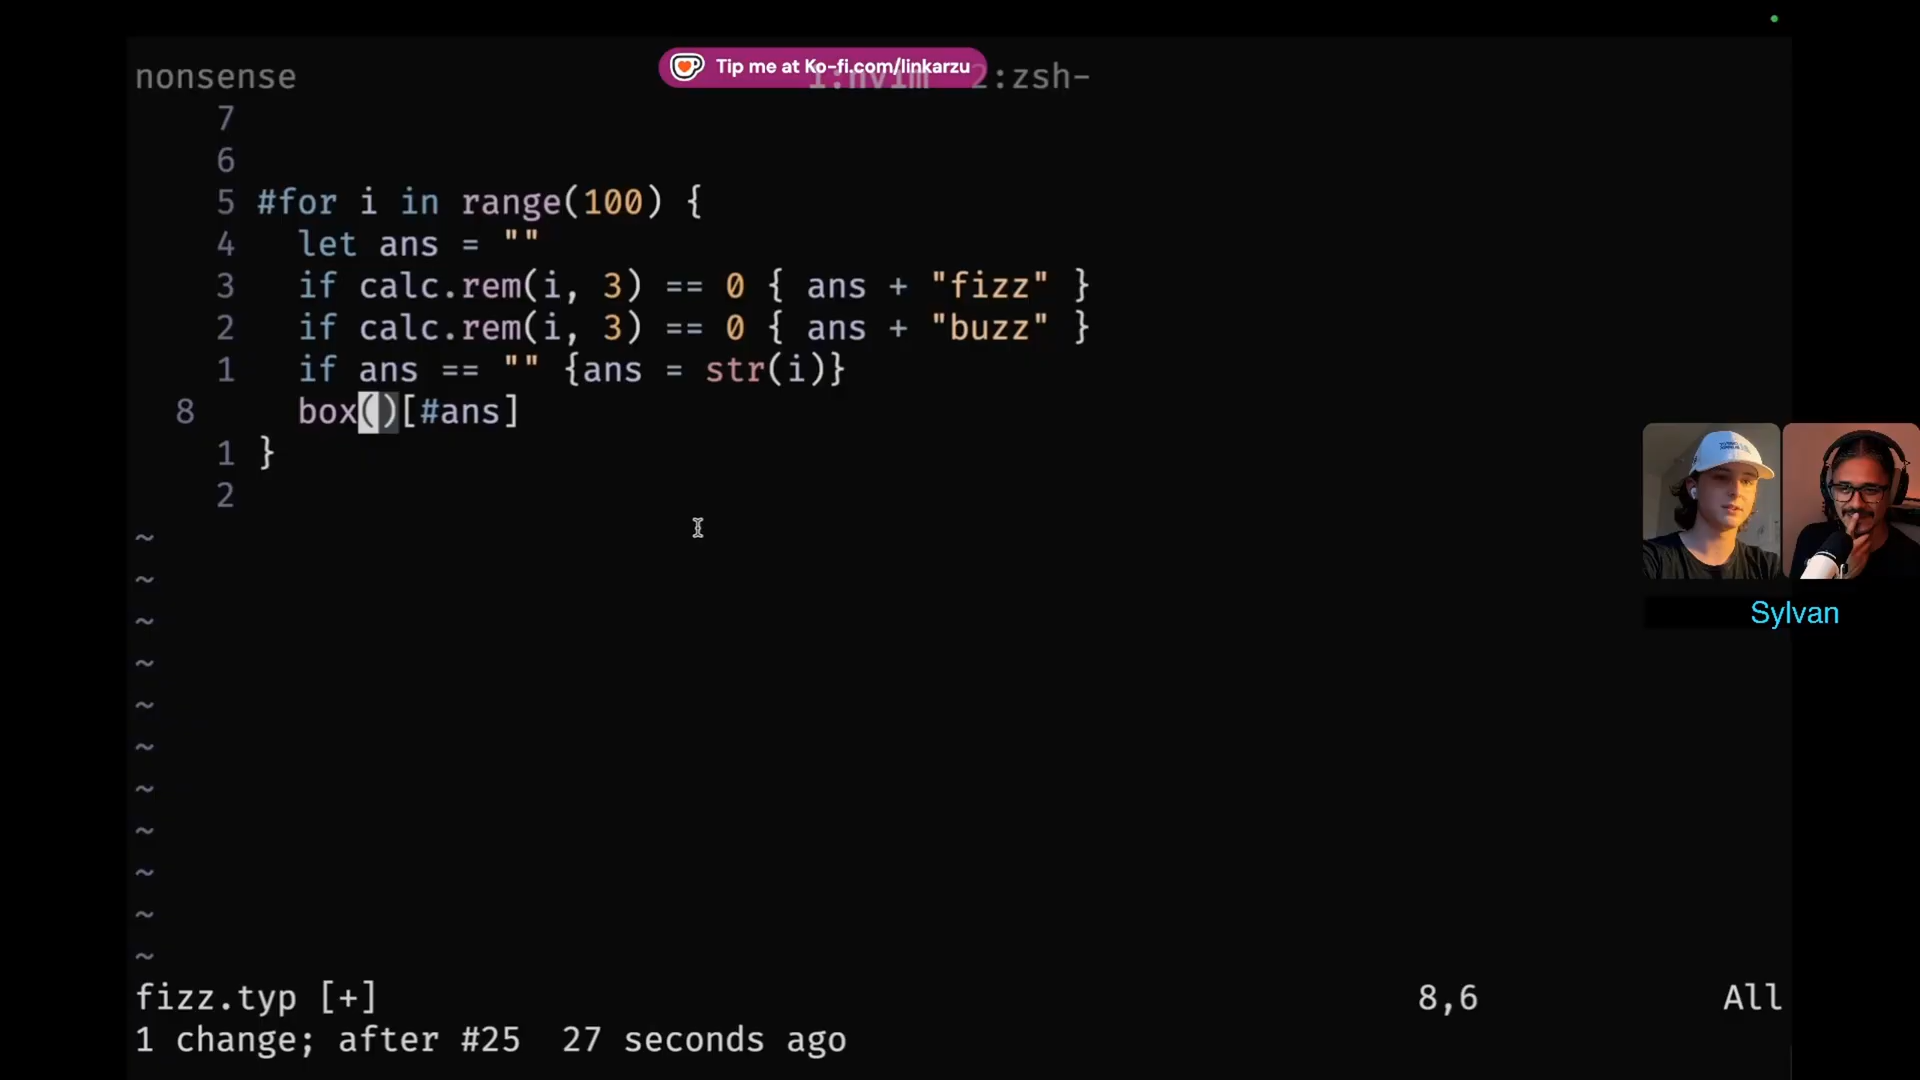 nonsense
Tip me at Ko-fi.com/linkarzu
1:nvim 2:zsh-
7
6
5 #for i in range(100) {
4 let ans = ""
3 if calc.rem(i, 3) == 0 { ans + "fizz" }
2 if calc.rem(i, 3) == 0 { ans + "buzz" }
1 if ans == "" {ans = str(i)}
8 box()[#ans]
1 }
2
~
~
~
~
~
~
~
~
~
~
~
Sylvan
fizz.typ [+] 8,6 All
1 change; after #25 27 seconds ago